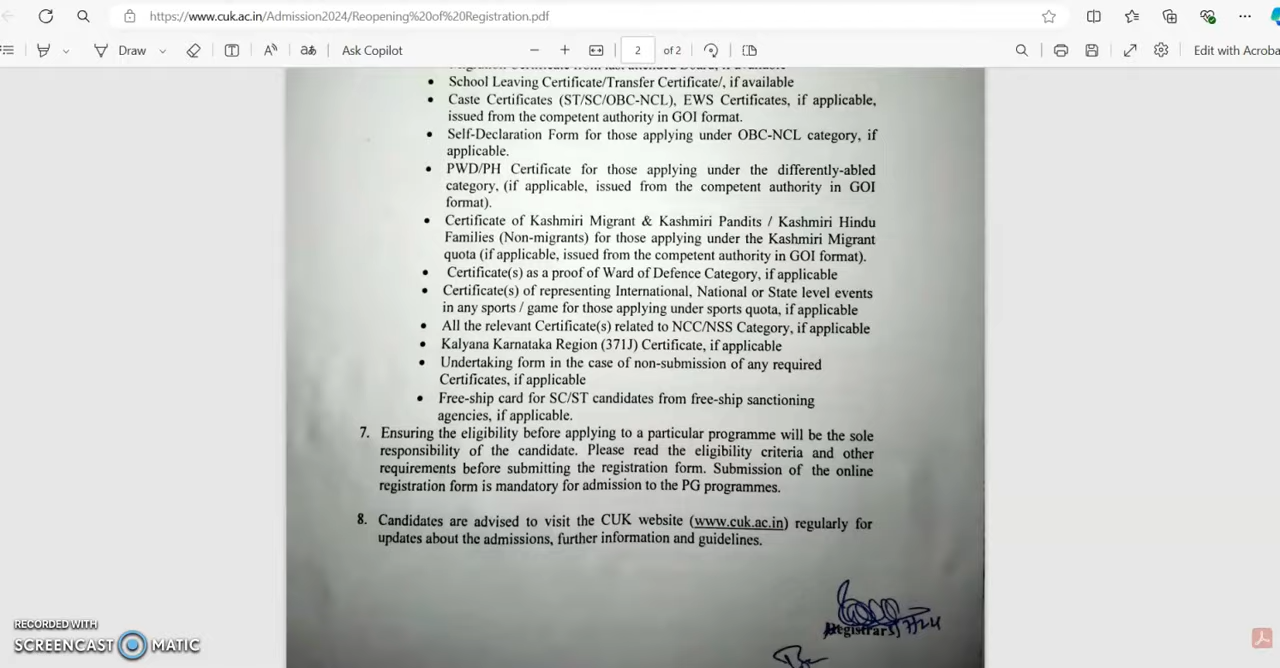 https://www.cuk.ac.in/Admission2024/Reopening%20of%20Registration.pdf
Draw
Ask Copilot
2
of 2
Edit with Acroba
• School Leaving Certificate/Transfer Certificate/, if available
• Caste Certificates (ST/SC/OBC-NCL), EWS Certificates, if applicable,
issued from the competent authority in GOI format.
• Self-Declaration Form for those applying under OBC-NCL category, if
applicable.
• PWD/PH Certificate for those applying under the differently-abled
category, (if applicable, issued from the competent authority in GOI
format).
• Certificate of Kashmiri Migrant & Kashmiri Pandits / Kashmiri Hindu
Families (Non-migrants) for those applying under the Kashmiri Migrant
quota (if applicable, issued from the competent authority in GOI format).
• Certificate(s) as a proof of Ward of Defence Category, if applicable
• Certificate(s) of representing International, National or State level events
in any sports / game for those applying under sports quota, if applicable
• All the relevant Certificate(s) related to NCC/NSS Category, if applicable
• Kalyana Karnataka Region (371J) Certificate, if applicable
• Undertaking form in the case of non-submission of any required
Certificates, if applicable
• Free-ship card for SC/ST candidates from free-ship sanctioning
agencies, if applicable.
7. Ensuring the eligibility before applying to a particular programme will be the sole
responsibility of the candidate. Please read the eligibility criteria and other
requirements before submitting the registration form. Submission of the online
registration form is mandatory for admission to the PG programmes.
8. Candidates are advised to visit the CUK website (www.cuk.ac.in) regularly for
updates about the admissions, further information and guidelines.
Registrar
RECORDED WITH
SCREENCAST MATIC